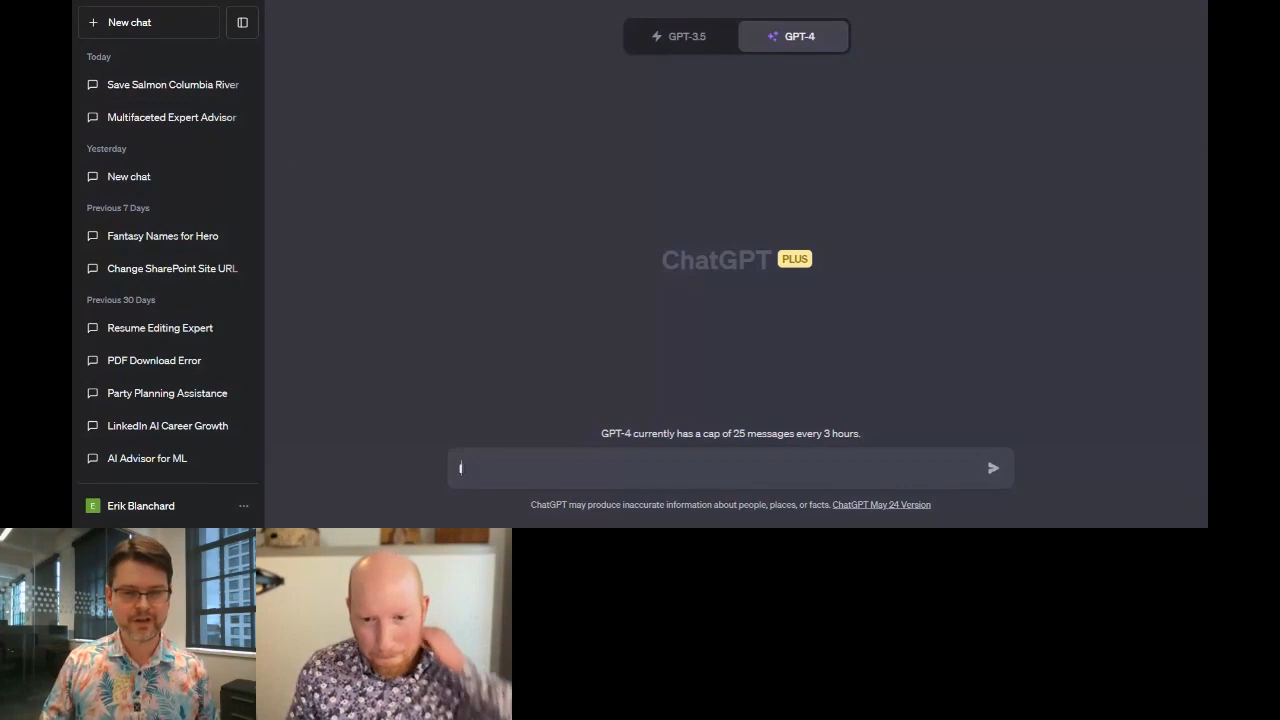 New chat
Today
Save Salmon Columbia River
Multifaceted Expert Advisor
Yesterday
New chat
Previous 7 Days
Fantasy Names for Hero
Change SharePoint Site URL
Previous 30 Days
Resume Editing Expert
PDF Download Error
Party Planning Assistance
LinkedIn AI Career Growth
AI Advisor for ML
E Erik Blanchard
GPT-3.5 GPT-4
ChatGPT PLUS
GPT-4 currently has a cap of 25 messages every 3 hours.
ChatGPT may produce inaccurate information about people, places, or facts. ChatGPT May 24 Version